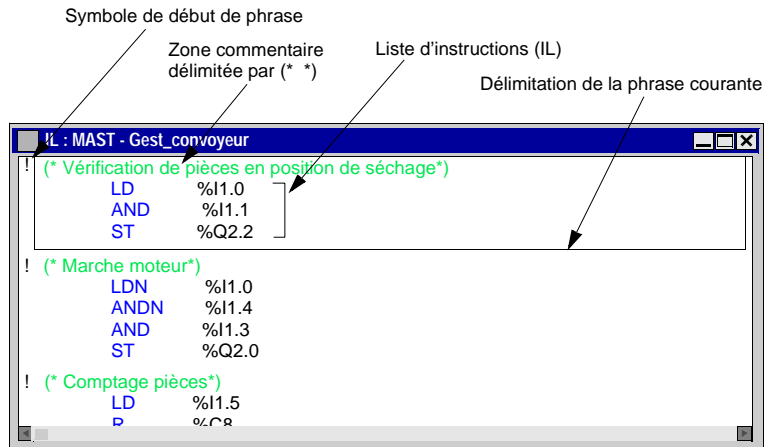 Symbole de début de phrase
Zone commentaire
délimitée par (* *)
Liste d'instructions (IL)
Délimitation de la phrase courante
IL : MAST - Gest_convoyeur
! (* Vérification de pièces en position de séchage*)
LD %I1.0
AND %I1.1
ST %Q2.2
! (* Marche moteur*)
LDN %I1.0
ANDN %I1.4
AND %I1.3
ST %Q2.0
! (* Comptage pièces*)
LD %I1.5
R %C8